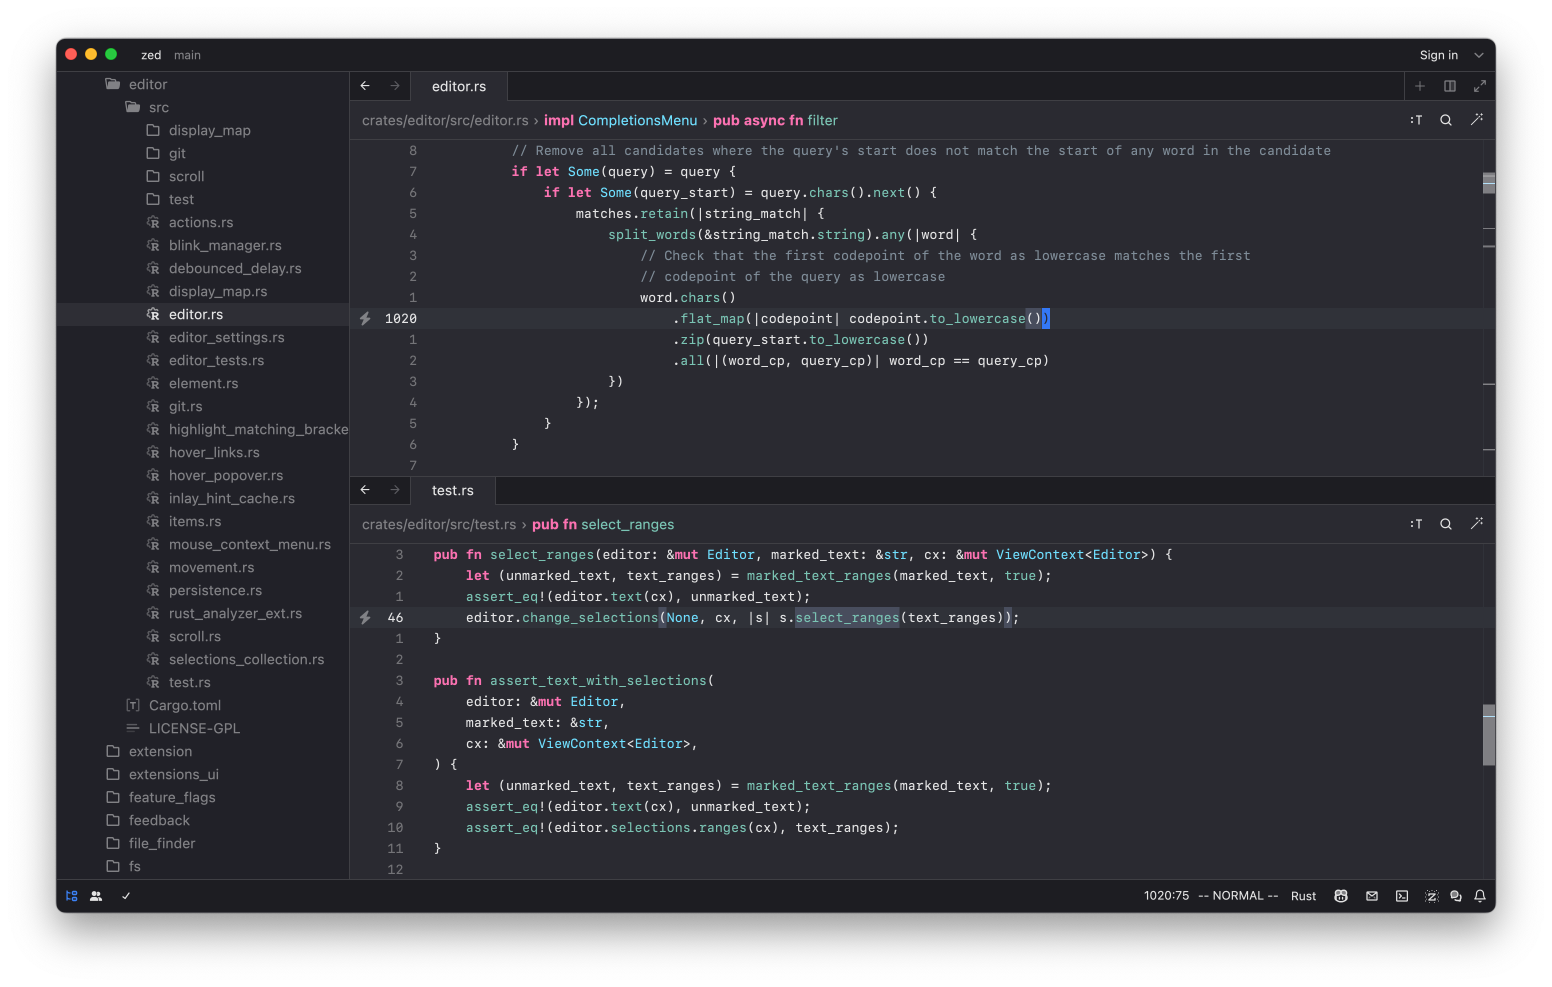 zed main
Sign in
editor
src
display_map
git
scroll
test
actions.rs
blink_manager.rs
debounced_delay.rs
display_map.rs
editor.rs
editor_settings.rs
editor_tests.rs
element.rs
git.rs
highlight_matching_bracke
hover_links.rs
hover_popover.rs
inlay_hint_cache.rs
items.rs
mouse_context_menu.rs
movement.rs
persistence.rs
rust_analyzer_ext.rs
scroll.rs
selections_collection.rs
test.rs
Cargo.toml
LICENSE-GPL
extension
extensions_ui
feature_flags
feedback
file_finder
fs
editor.rs
crates/editor/src/editor.rs › impl CompletionsMenu › pub async fn filter
8 // Remove all candidates where the query's start does not match the start of any word in the candidate
7 if let Some(query) = query {
6 if let Some(query_start) = query.chars().next() {
5 matches.retain(|string_match| {
4 split_words(&string_match.string).any(|word| {
3 // Check that the first codepoint of the word as lowercase matches the first
2 // codepoint of the query as lowercase
1 word.chars()
1020 .flat_map(|codepoint| codepoint.to_lowercase())
1 .zip(query_start.to_lowercase())
2 .all(|(word_cp, query_cp)| word_cp == query_cp)
3 })
4 });
5 }
6 }
7
test.rs
crates/editor/src/test.rs › pub fn select_ranges
3 pub fn select_ranges(editor: &mut Editor, marked_text: &str, cx: &mut ViewContext<Editor>) {
2 let (unmarked_text, text_ranges) = marked_text_ranges(marked_text, true);
1 assert_eq!(editor.text(cx), unmarked_text);
46 editor.change_selections(None, cx, |s| s.select_ranges(text_ranges));
1 }
2
3 pub fn assert_text_with_selections(
4 editor: &mut Editor,
5 marked_text: &str,
6 cx: &mut ViewContext<Editor>,
7 ) {
8 let (unmarked_text, text_ranges) = marked_text_ranges(marked_text, true);
9 assert_eq!(editor.text(cx), unmarked_text);
10 assert_eq!(editor.selections.ranges(cx), text_ranges);
11 }
12
1020:75 -- NORMAL -- Rust